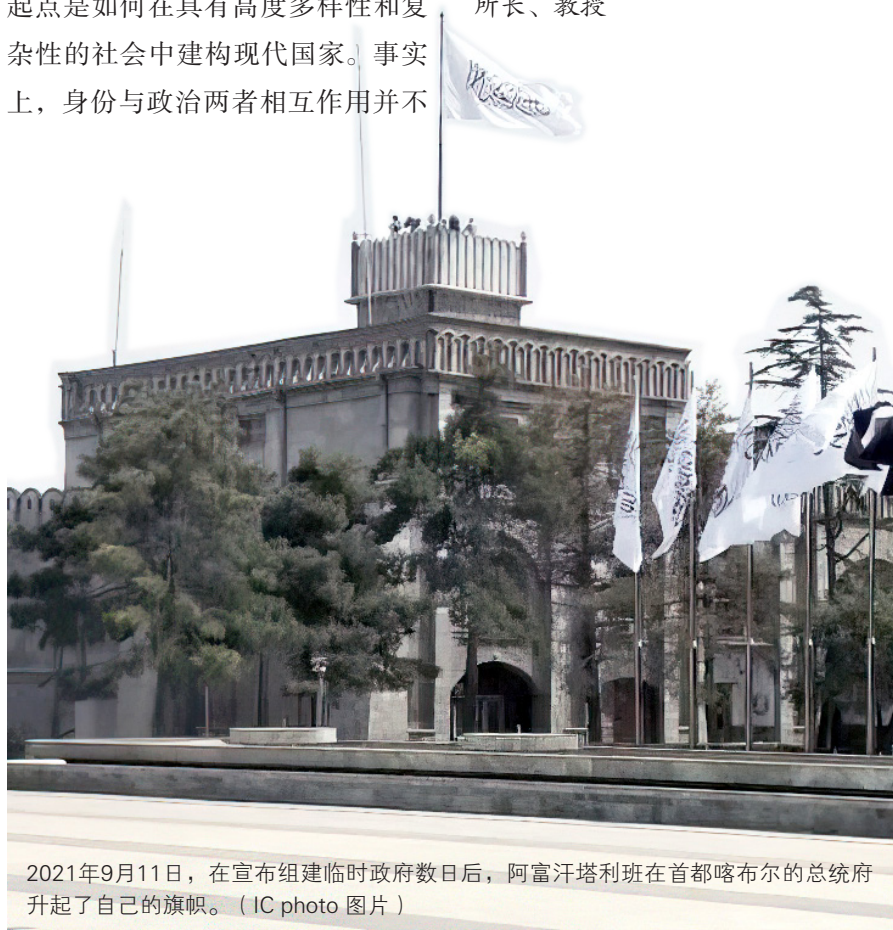 起点是如何在具有高度多样性和复
杂性的社会中建构现代国家。事实
上，身份与政治两者相互作用并不
所长、教授
2021年9月11日，在宣布组建临时政府数日后，阿富汗塔利班在首都喀布尔的总统府
升起了自己的旗帜。（IC photo 图片）